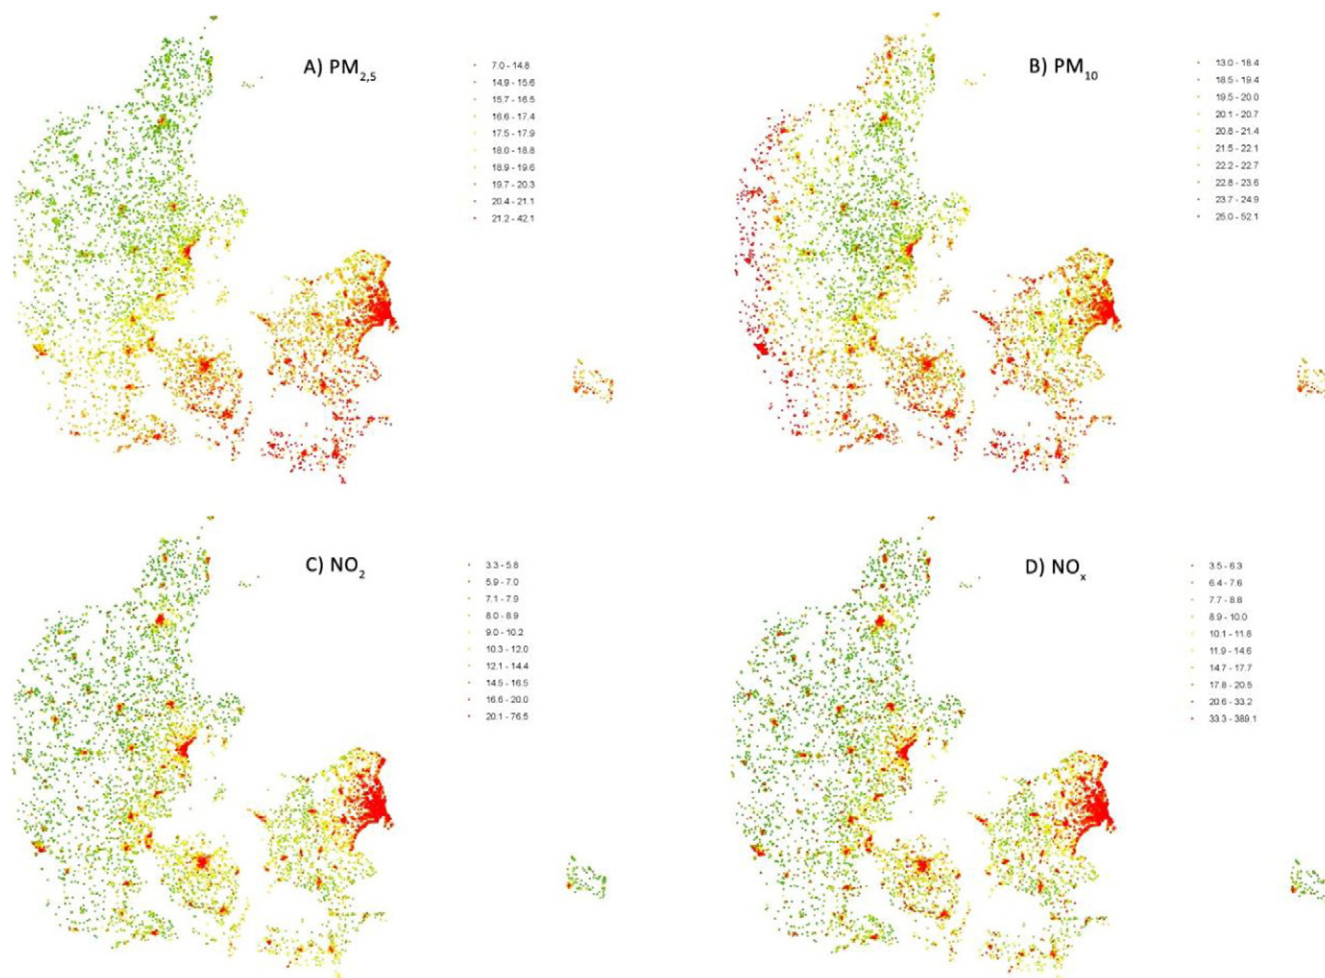 A) PM2,5
7.0 - 14.8
14.9 - 15.6
15.7 - 16.5
16.6 - 17.4
17.5 - 17.9
18.0 - 18.8
18.9 - 19.6
19.7 - 20.3
20.4 - 21.1
21.2 - 42.1
B) PM10
13.0 - 18.4
18.5 - 19.4
19.5 - 20.0
20.1 - 20.7
20.8 - 21.4
21.5 - 22.1
22.2 - 22.7
22.8 - 23.6
23.7 - 24.9
25.0 - 52.1
C) NO2
3.3 - 5.8
5.9 - 7.0
7.1 - 7.9
8.0 - 8.9
9.0 - 10.2
10.3 - 12.0
12.1 - 14.4
14.5 - 16.5
16.6 - 20.0
20.1 - 76.5
D) NOx
3.5 - 6.3
6.4 - 7.6
7.7 - 8.8
8.9 - 10.0
10.1 - 11.8
11.9 - 14.6
14.7 - 17.7
17.8 - 20.5
20.6 - 33.2
33.3 - 389.1